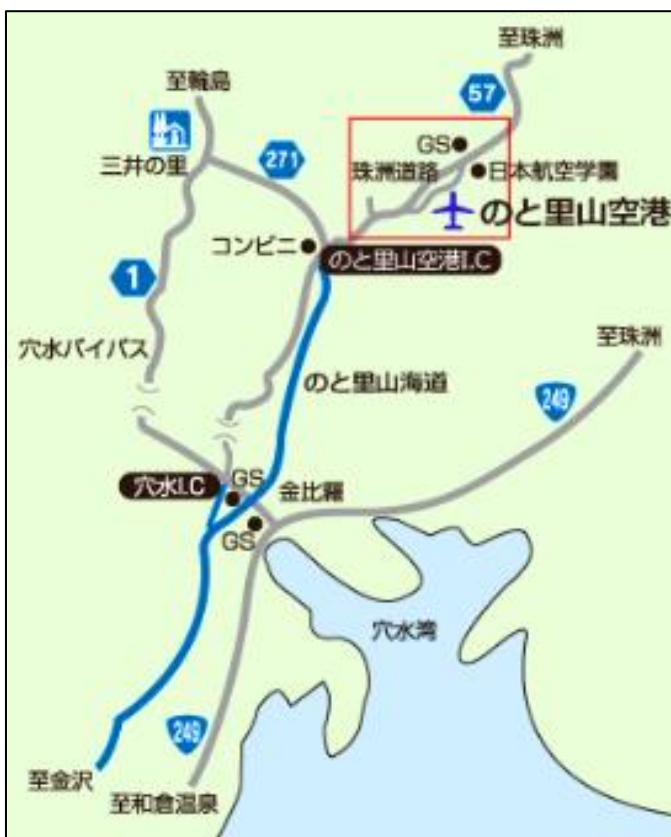 至珠洲
至輪島
57
GS
三井の里
271
珠洲道路
日本航空学園
のと里山空港
コンビニ
のと里山空港I.C
1
穴水バイパス
至珠洲
のと里山海道
249
穴水I.C
GS
金比羅
GS
穴水湾
249
至金沢
至和倉温泉